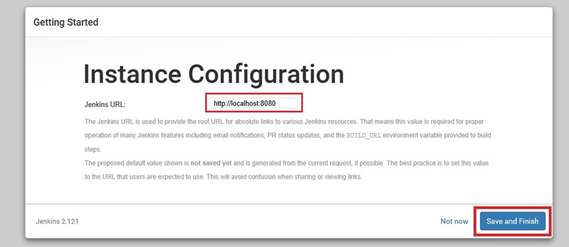 Getting Started
Instance Configuration
Jenkins URL: http://localhost:8080
The Jenkins URL is used to provide the root URL for absolute links to various Jenkins resources. That means this value is required for proper
operation of many Jenkins features including email notifications, PR status updates, and the BUILD_URL environment variable provided to build
steps.
The proposed default value shown is not saved yet and is generated from the current request, if possible. The best practice is to set this value
to the URL that users are expected to use. This will avoid confusion when sharing or viewing links.
Jenkins 2.121 Not now Save and Finish